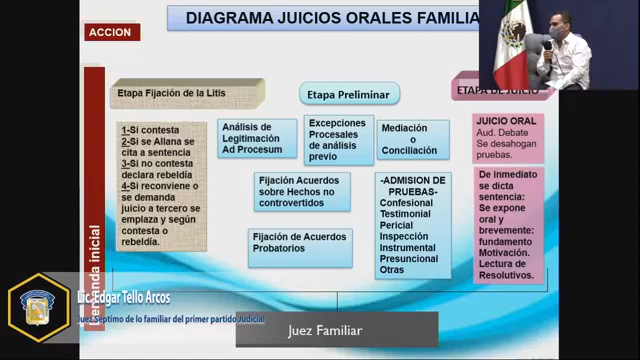 ACCION
DIAGRAMA JUICIOS ORALES FAMILIA
Demanda inicial
Etapa Fijación de la Litis
1-Si contesta
2-Si se Allana se
cita a sentencia
3-Si no contesta
declara rebeldía
4-Si reconviene o
se demanda
juicio a tercero se
emplaza y según
contesta o
rebeldía.
Etapa Preliminar
Análisis de
Legitimación
Ad Procesum
Excepciones
Procesales
de análisis
previo
Mediación
o
Conciliación
Fijación Acuerdos
sobre Hechos no
controvertidos
Fijación de Acuerdos
Probatorios
-ADMISION DE
PRUEBAS-
Confesional
Testimonial
Pericial
Inspección
Instrumental
Presuncional
Otras
ETAPA DE JUICIO
JUICIO ORAL
Aud. Debate
Se desahogan
pruebas.
De inmediato
se dicta
sentencia:
Se expone
oral y
brevemente:
fundamento
Motivación.
Lectura de
Resolutivos.
Juez Familiar
Lic. Edgar Tello Arcos
Juez Séptimo de lo familiar del primer partido Judicial